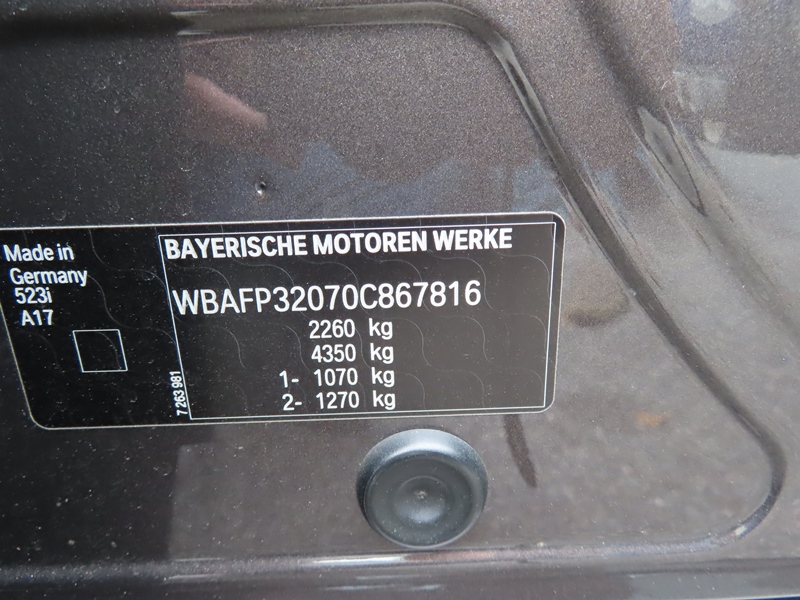 Made in
Germany
523i
A17
BAYERISCHE MOTOREN WERKE
WBAFP32070C867816
2260 kg
4350 kg
1- 1070 kg
2- 1270 kg
7 263 981